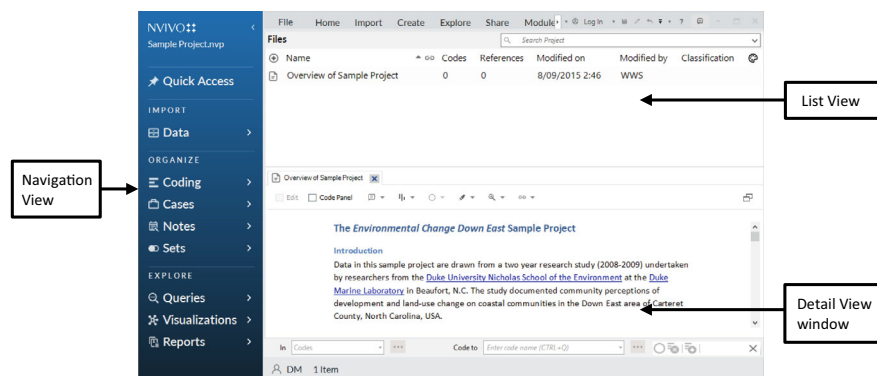 NVIVO
Sample Project.nvp
Quick Access
IMPORT
Data
ORGANIZE
Coding
Cases
Notes
Sets
EXPLORE
Queries
Visualizations
Reports
File Home Import Create Explore Share Module Log In ?
Files
Search Project
Name Codes References Modified on Modified by Classification
Overview of Sample Project 0 0 8/09/2015 2:46 WWS
Overview of Sample Project
Edit Code Panel
The Environmental Change Down East Sample Project
Introduction
Data in this sample project are drawn from a two year research study (2008-2009) undertaken
by researchers from the Duke University Nicholas School of the Environment at the Duke
Marine Laboratory in Beaufort, N.C. The study documented community perceptions of
development and land-use change on coastal communities in the Down East area of Carteret
County, North Carolina, USA.
In Codes Code to Enter code name (CTRL+Q)
DM 1 Item
Navigation
View
List View
Detail View
window